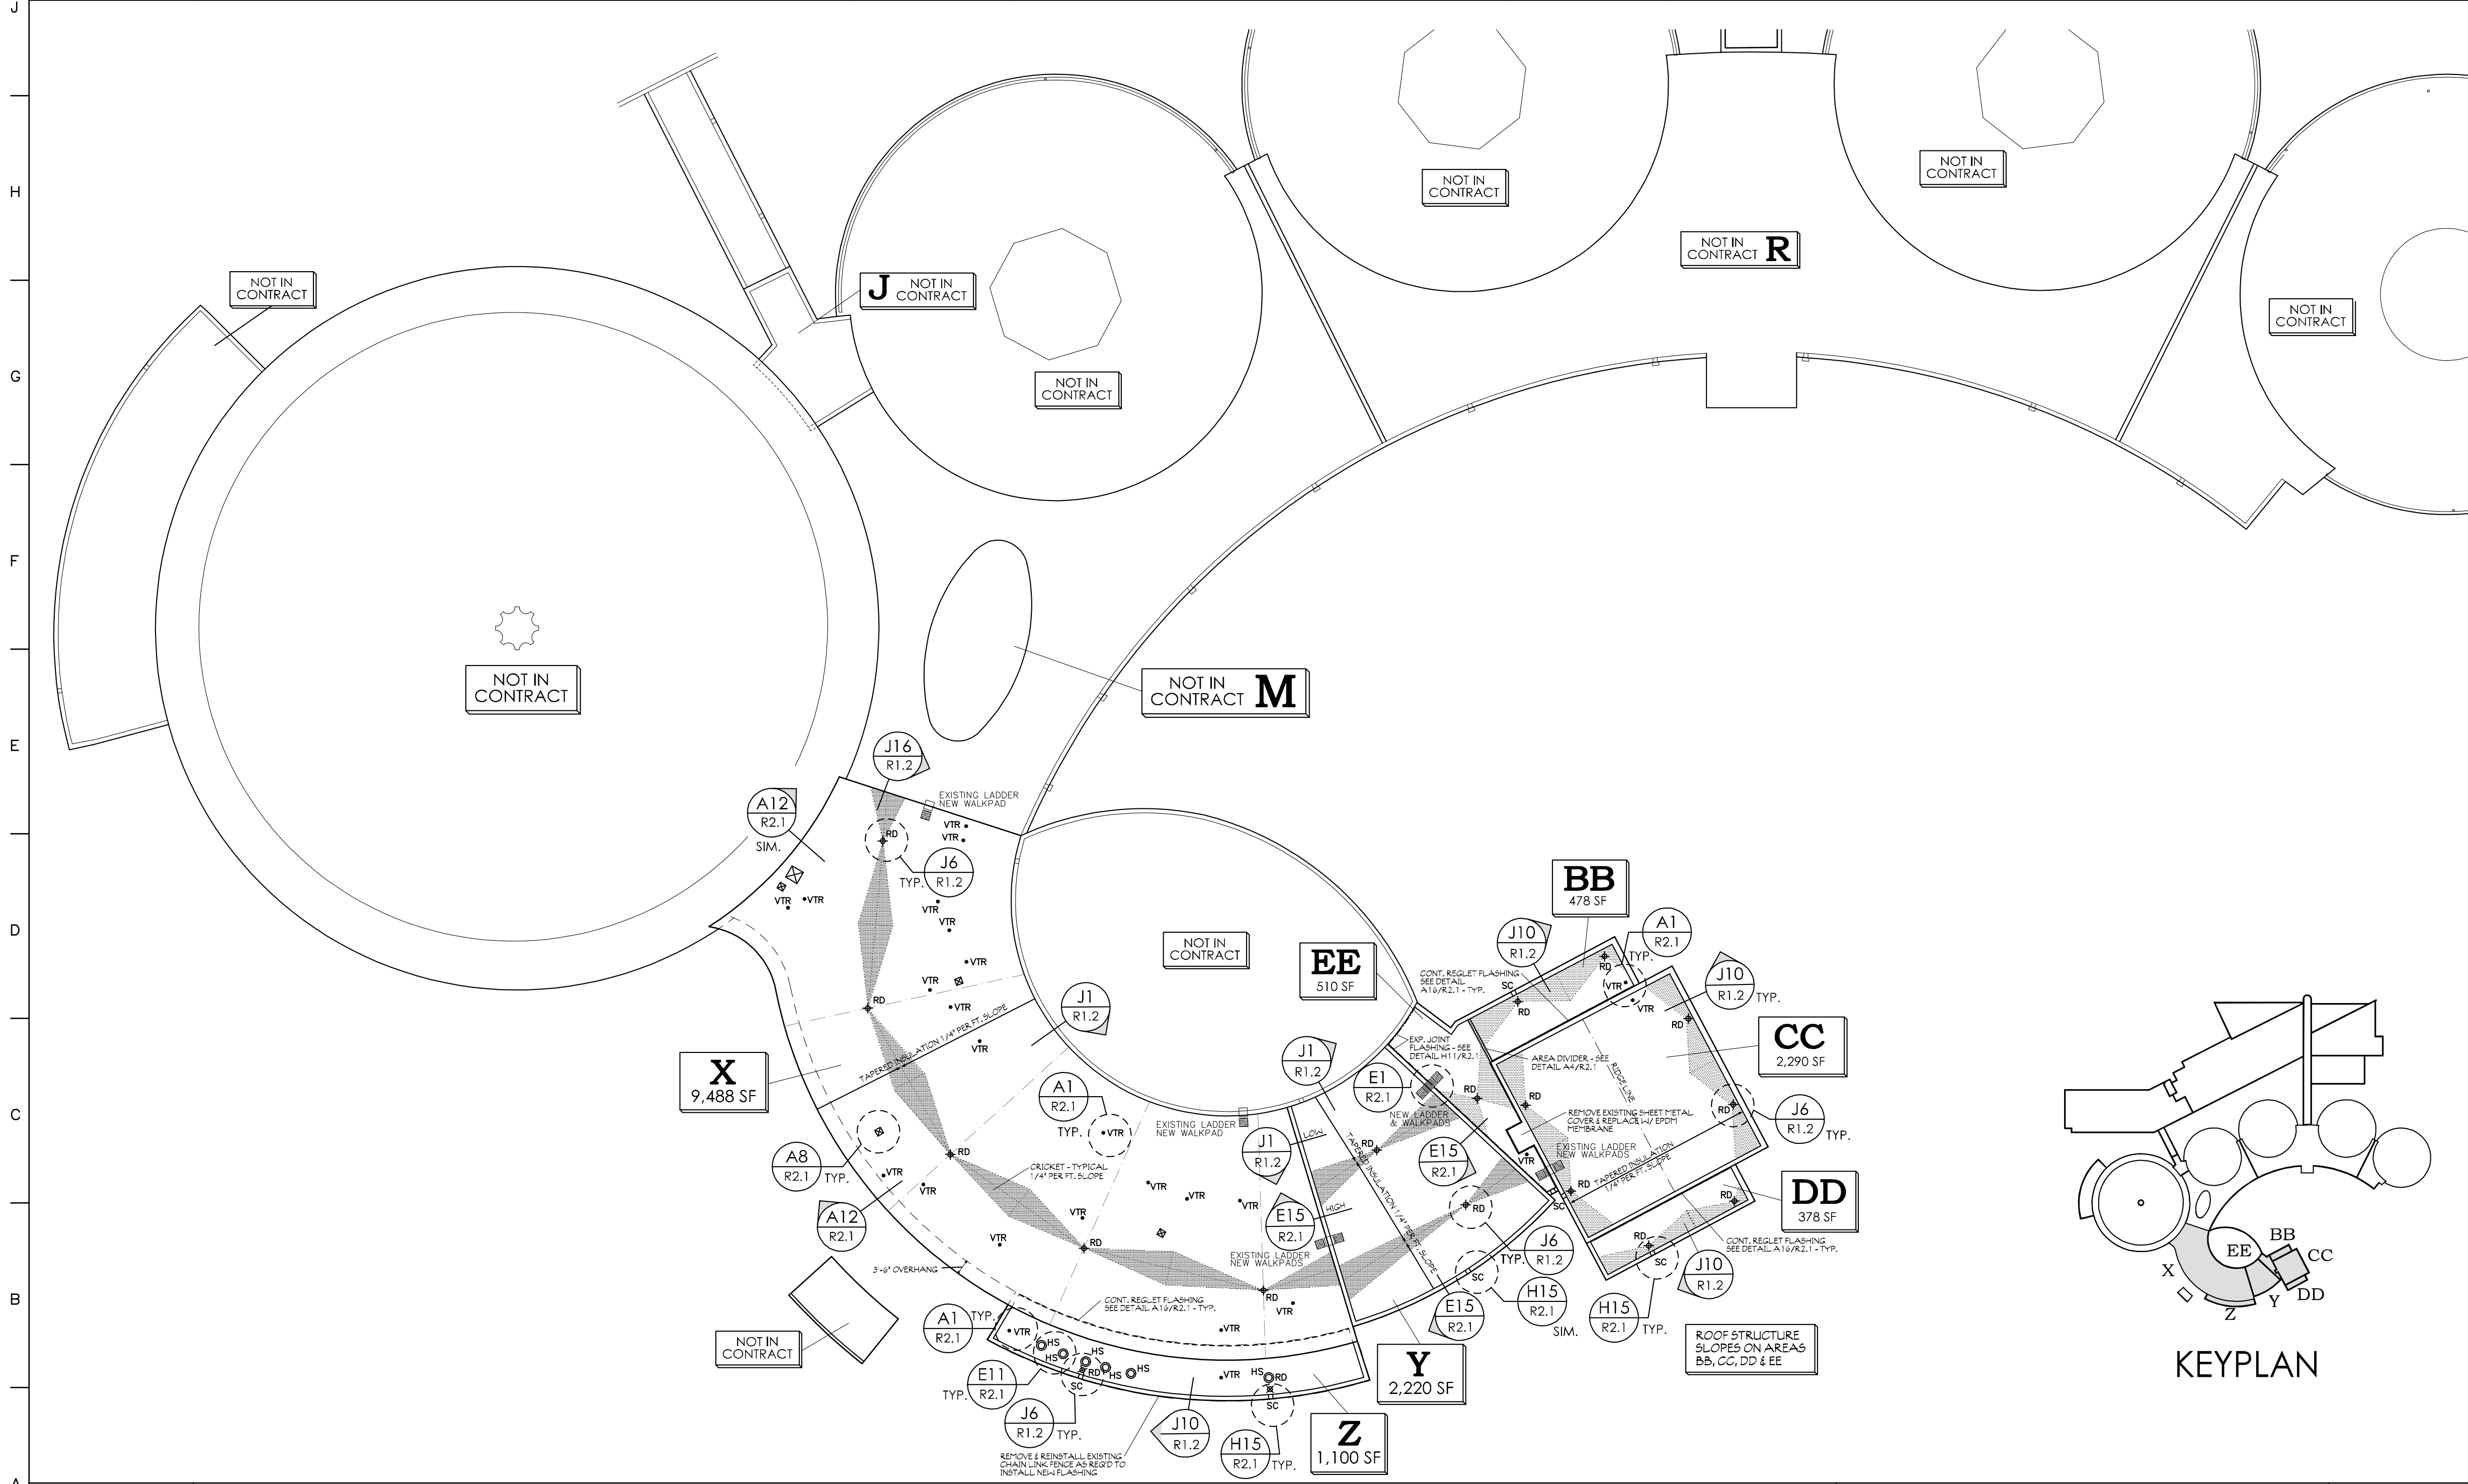 J
H
G
F
E
D
C
B
A
NOT IN
CONTRACT
J NOT IN
CONTRACT
NOT IN
CONTRACT
NOT IN
CONTRACT
NOT IN
CONTRACT R
NOT IN
CONTRACT
NOT IN
CONTRACT
NOT IN
CONTRACT
NOT IN
CONTRACT M
J16
R1.2
EXISTING LADDER
NEW WALKPAD
A12
R2.1
SIM.
RD
VTR
VTR
J6
R1.2
TYP.
VTR
VTR
VTR
VTR
VTR
VTR
RD
VTR
TAPERED INSULATION 1/4" PER FT. SLOPE
VTR
J1
R1.2
NOT IN
CONTRACT
X
9,488 SF
A1
R2.1
TYP.
VTR
EXISTING LADDER
NEW WALKPAD
A8
R2.1
TYP.
VTR
VTR
RD
CRICKET - TYPICAL
1/4" PER FT. SLOPE
A12
R2.1
VTR
VTR
VTR
VTR
VTR
RD
3'-6" OVERHANG
NOT IN
CONTRACT
CONT. REGLET FLASHING
SEE DETAIL A16/R2.1 - TYP.
RD
VTR
VTR
A1
R2.1
TYP.
VTR
HS
HS
HS
RD
HS
HS
SC
VTR
HS
RD
SC
E11
R2.1
TYP.
J6
R1.2
TYP.
J10
R1.2
H15
R2.1
TYP.
REMOVE & REINSTALL EXISTING
CHAIN LINK FENCE AS REQ'D TO
INSTALL NEW FLASHING
Z
1,100 SF
Y
2,220 SF
EE
510 SF
BB
478 SF
J10
R1.2
A1
R2.1
TYP.
CONT. REGLET FLASHING
SEE DETAIL
A16/R2.1 - TYP.
SC
RD
RD
VTR
VTR
J10
R1.2
TYP.
RD
CC
2,290 SF
EXP. JOINT
FLASHING - SEE
DETAIL H11/R2.1
AREA DIVIDER - SEE
DETAIL A4/R2.1
RIDGE LINE
J1
R1.2
E1
R2.1
RD
RD
NEW LADDER
& WALKPADS
REMOVE EXISTING SHEET METAL
COVER & REPLACE W/ EPDM
MEMBRANE
RD
J6
R1.2
TYP.
LOW
J1
R1.2
RD
TAPERED INSULATION 1/4" PER FT. SLOPE
E15
R2.1
VTR
EXISTING LADDER
NEW WALKPADS
TAPERED INSULATION
1/4" PER FT. SLOPE
RD
RD
DD
378 SF
HIGH
E15
R2.1
SC
RD
EXISTING LADDER
NEW WALKPADS
J6
R1.2
TYP.
RD
SC
CONT. REGLET FLASHING
SEE DETAIL A16/R2.1 - TYP.
SC
J10
R1.2
E15
R2.1
H15
R2.1
SIM.
H15
R2.1
TYP.
ROOF STRUCTURE
SLOPES ON AREAS
BB, CC, DD & EE
BB
EE
CC
X
DD
Y
Z
KEYPLAN